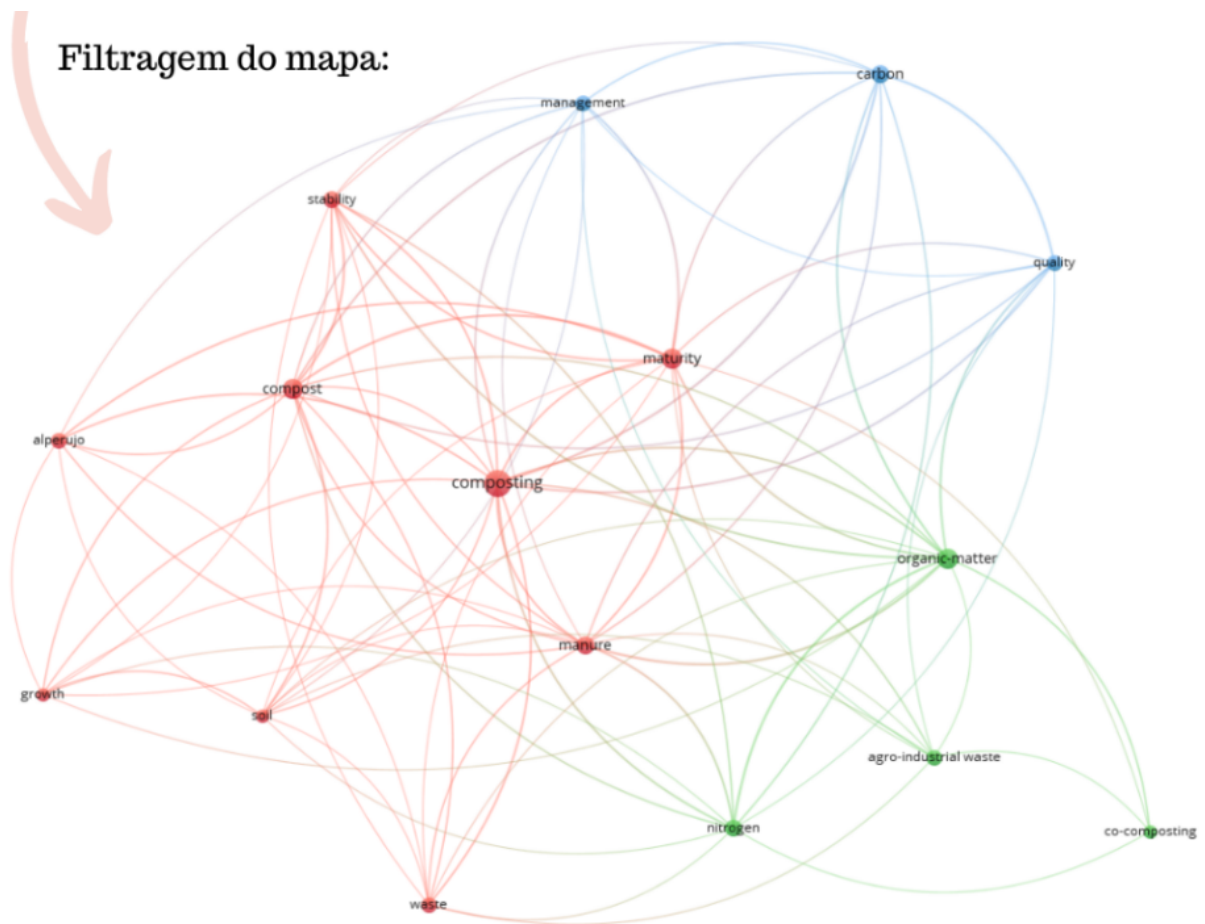 Filtragem do mapa:
carbon
management
stability
quality
maturity
compost
alperujo
composting
organic-matter
manure
growth
soil
agro-industrial waste
nitrogen
co-composting
waste